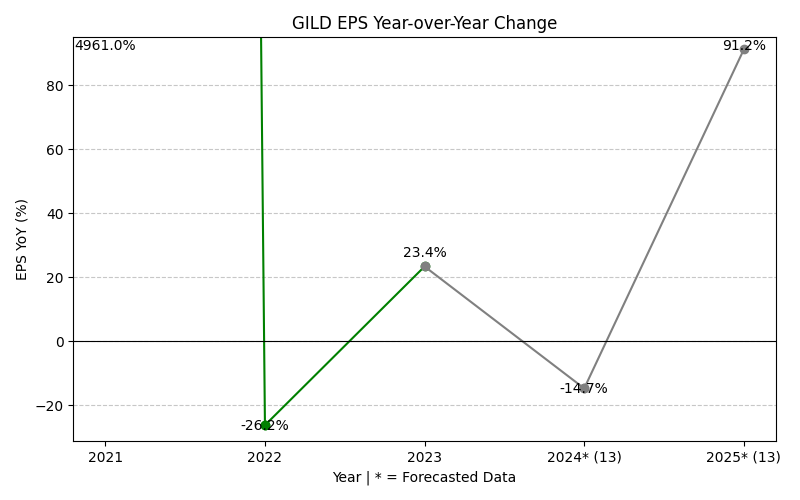 GILD EPS Year-over-Year Change
4961.0%
91.2%
80
60
40
20
0
−20
EPS YoY (%)
23.4%
-14.7%
-26.2%
2021 2022 2023 2024* (13) 2025* (13)
Year | * = Forecasted Data